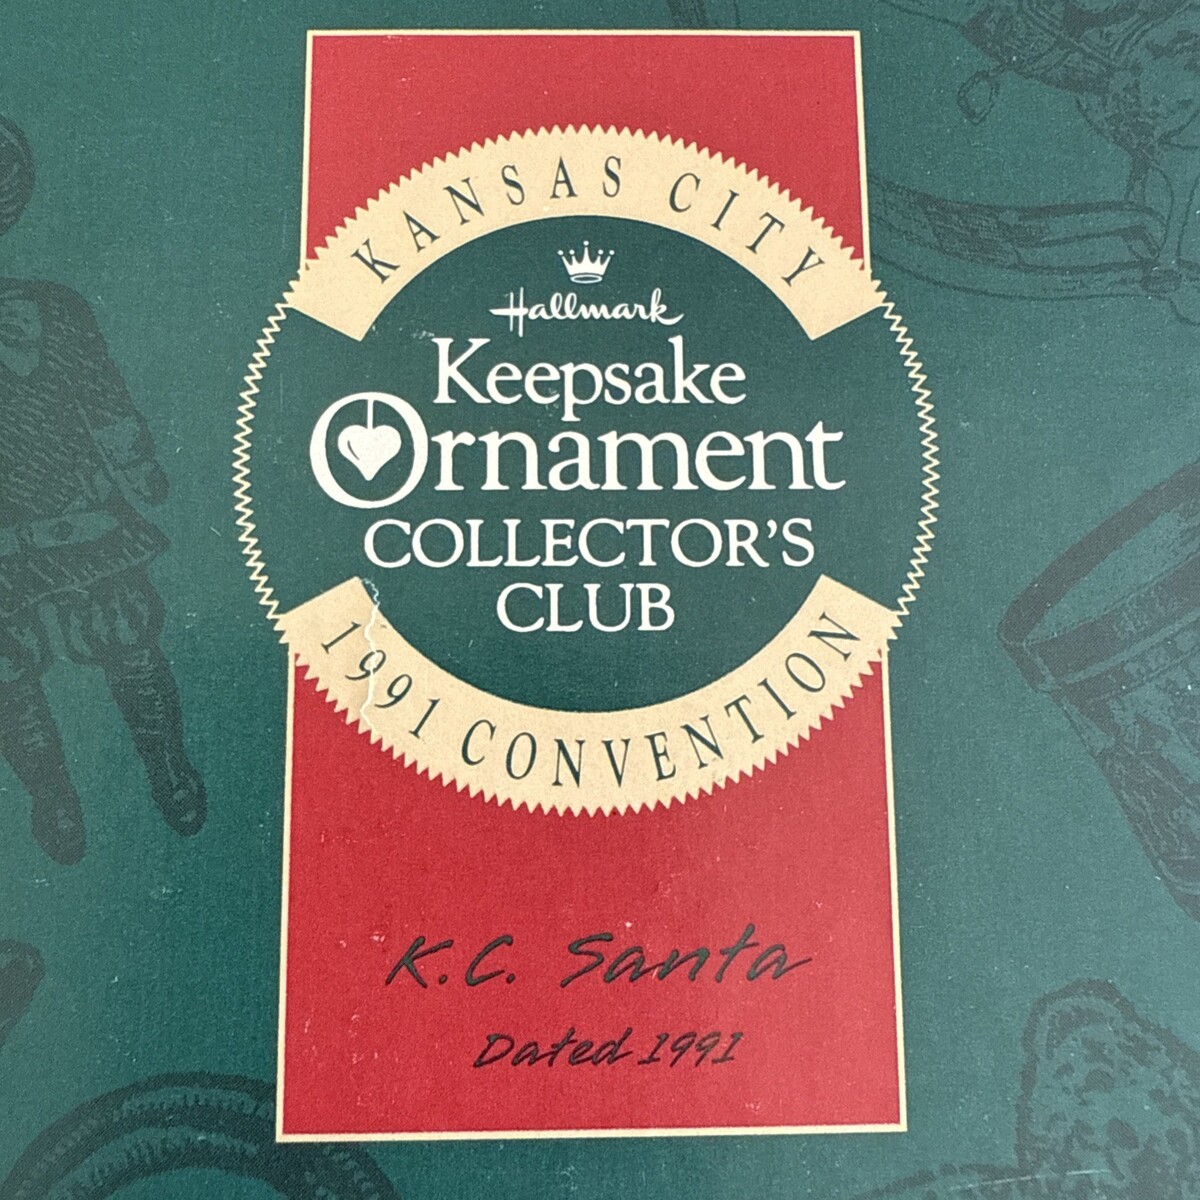 KANSAS CITY
Hallmark
Keepsake
Ornament
COLLECTOR'S
CLUB
1991 CONVENTION
K.C. Santa
Dated 1991